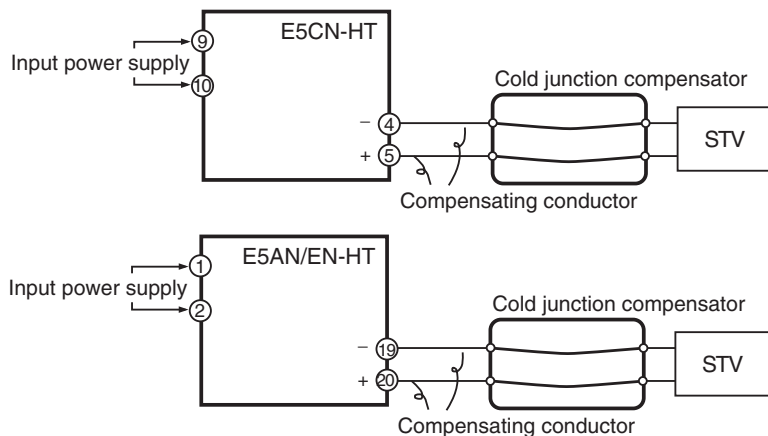 E5CN-HT
9
Input power supply
10
Cold junction compensator
− 4
+ 5
STV
Compensating conductor
E5AN/EN-HT
1
Input power supply
2
Cold junction compensator
− 19
+ 20
STV
Compensating conductor